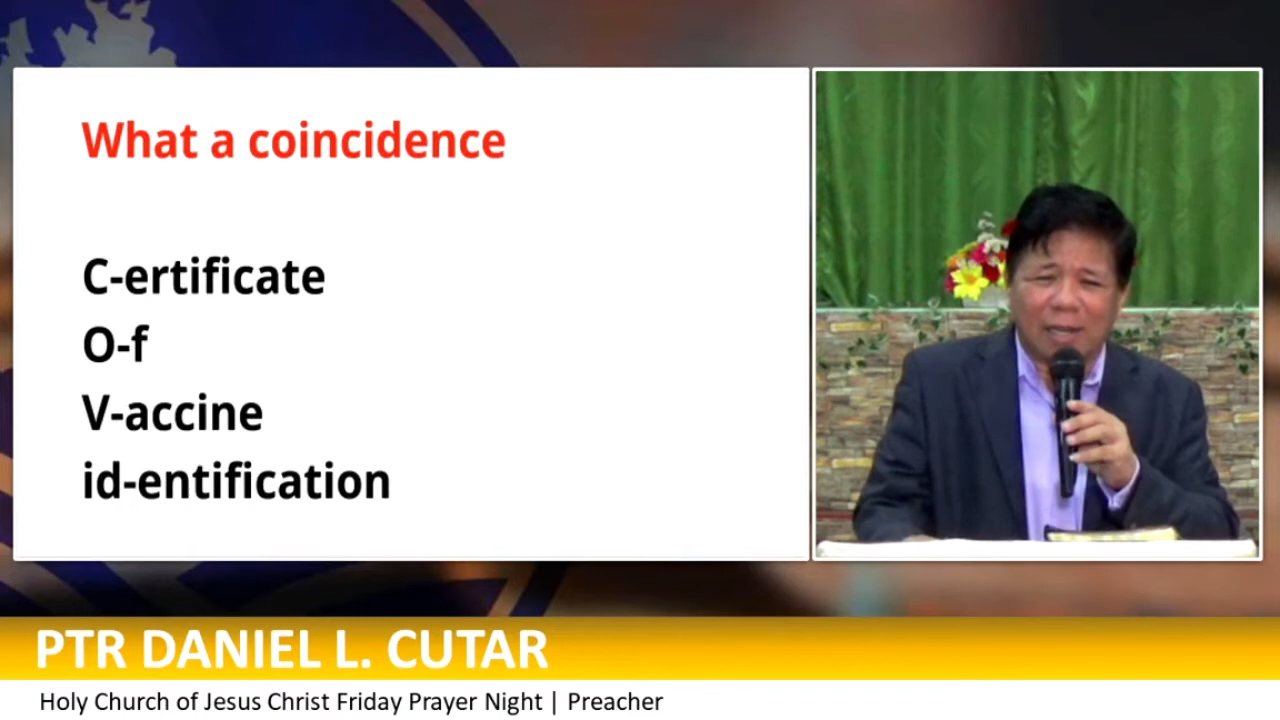 What a coincidence
C-ertificate
O-f
V-accine
id-entification
PTR DANIEL L. CUTAR
Holy Church of Jesus Christ Friday Prayer Night | Preacher